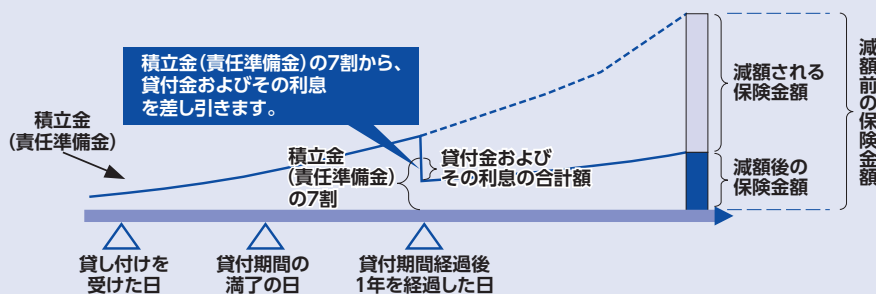 積立金(責任準備金)の7割から、
貸付金およびその利息
を差し引きます。
積立金
(責任準備金)
積立金
(責任準備金)
の7割
貸付金および
その利息の合計額
減額される
保険金額
減額後の
保険金額
減額前の保険金額
貸し付けを
受けた日
貸付期間の
満了の日
貸付期間経過後
1年を経過した日